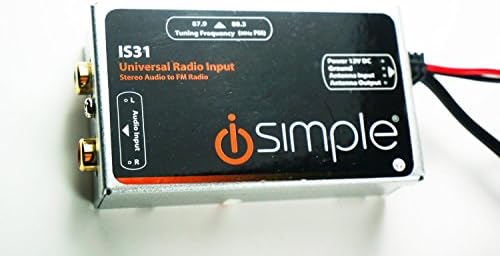 87.9 ▲ 88.3
Tuning Frequency (MHz FM)
IS31
Universal Radio Input
Stereo Audio to FM Radio
Power 12V DC
Ground
Antenna Input
Antenna Output
L
Audio Input
R
iSimple®